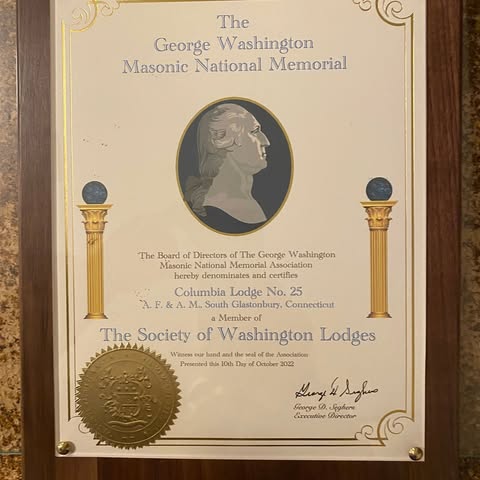 The
George Washington
Masonic National Memorial
The Board of Directors of The George Washington
Masonic National Memorial Association
hereby denominates and certifies
Columbia Lodge No. 25
A. F. & A. M., South Glastonbury, Connecticut
a Member of
The Society of Washington Lodges
Witness our hand and the seal of the Association
Presented this 10th Day of October 2022
George D. Seghers
George D. Seghers
Executive Director